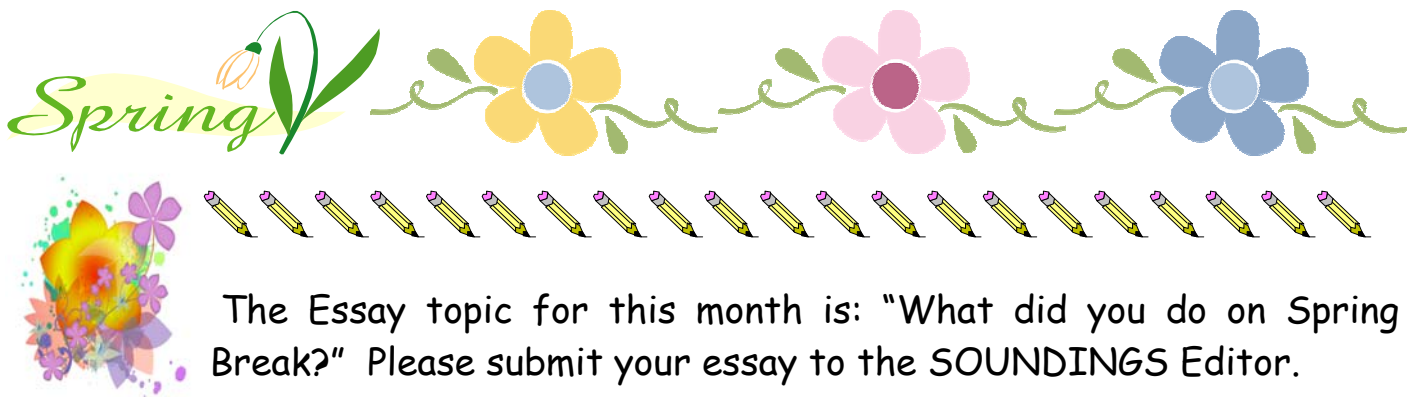 Spring
The Essay topic for this month is: “What did you do on Spring
Break?” Please submit your essay to the SOUNDINGS Editor.